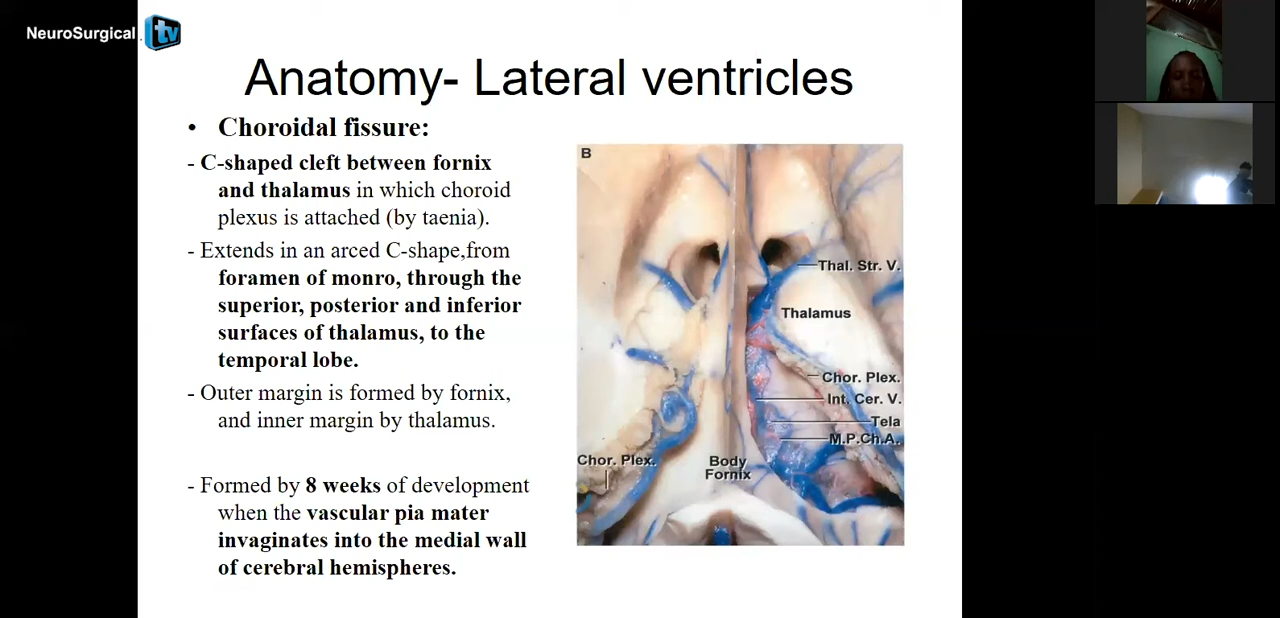 NeuroSurgical tv
Anatomy- Lateral ventricles
• Choroidal fissure:
- C-shaped cleft between fornix
and thalamus in which choroid
plexus is attached (by taenia).
- Extends in an arced C-shape,from
foramen of monro, through the
superior, posterior and inferior
surfaces of thalamus, to the
temporal lobe.
- Outer margin is formed by fornix,
and inner margin by thalamus.
- Formed by 8 weeks of development
when the vascular pia mater
invaginates into the medial wall
of cerebral hemispheres.
B
Thal. Str. V.
Thalamus
Chor. Plex.
Int. Cer. V.
Tela
M.P.Ch.A.
Chor. Plex.
Body
Fornix